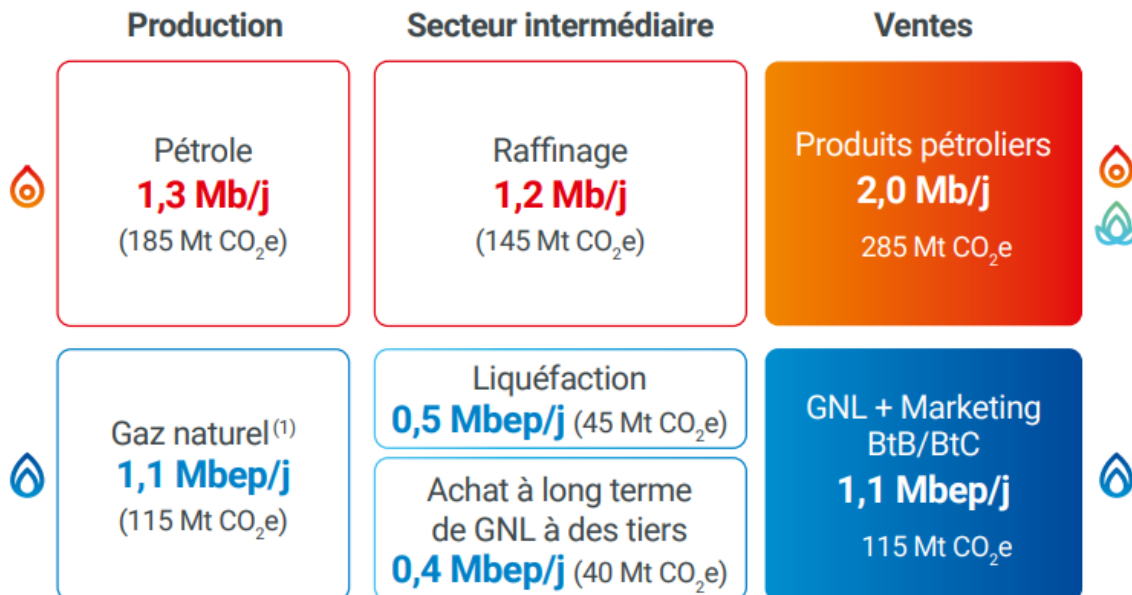 Production
Secteur intermédiaire
Ventes
Pétrole
1,3 Mb/j
(185 Mt CO₂e)
Raffinage
1,2 Mb/j
(145 Mt CO₂e)
Produits pétroliers
2,0 Mb/j
285 Mt CO₂e
Gaz naturel⁽¹⁾
1,1 Mbep/j
(115 Mt CO₂e)
Liquéfaction
0,5 Mbep/j (45 Mt CO₂e)
Achat à long terme
de GNL à des tiers
0,4 Mbep/j (40 Mt CO₂e)
GNL + Marketing
BtB/BtC
1,1 Mbep/j
115 Mt CO₂e